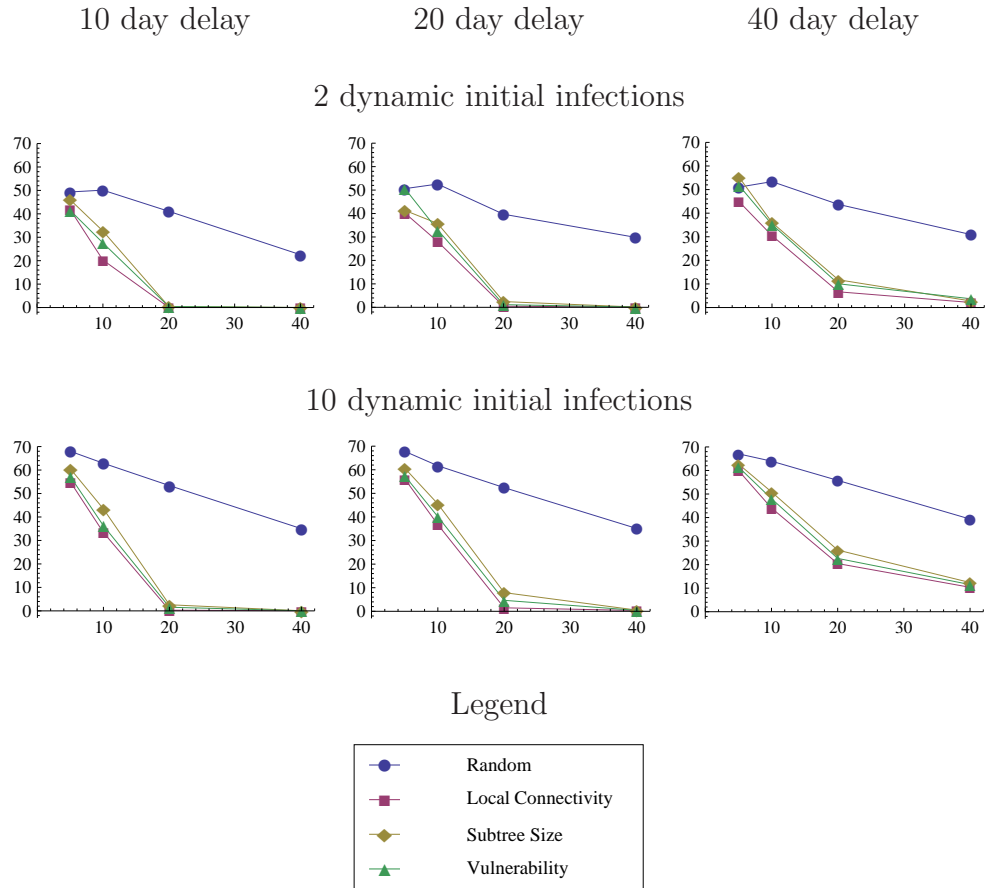 10 day delay 20 day delay 40 day delay
2 dynamic initial infections
70 70 70
60 60 60
50 50 50
40 40 40
30 30 30
20 20 20
10 10 10
0 0 0
10 20 30 40 10 20 30 40 10 20 30 40
10 dynamic initial infections
70 70 70
60 60 60
50 50 50
40 40 40
30 30 30
20 20 20
10 10 10
0 0 0
10 20 30 40 10 20 30 40 10 20 30 40
Legend
Random
Local Connectivity
Subtree Size
Vulnerability